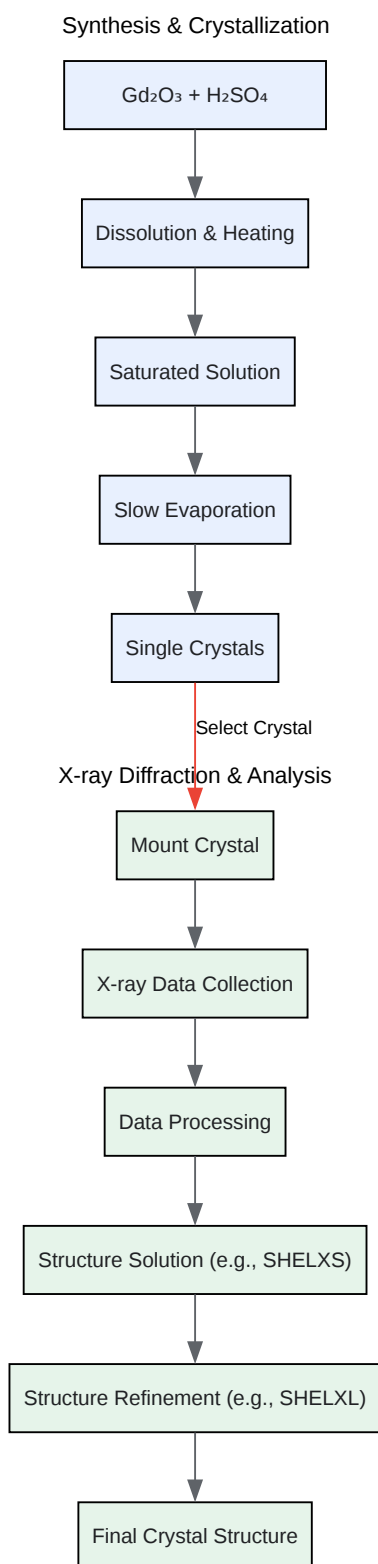 Synthesis & Crystallization
Gd₂O₃ + H₂SO₄
Dissolution & Heating
Saturated Solution
Slow Evaporation
Single Crystals
Select Crystal
X-ray Diffraction & Analysis
Mount Crystal
X-ray Data Collection
Data Processing
Structure Solution (e.g., SHELXS)
Structure Refinement (e.g., SHELXL)
Final Crystal Structure